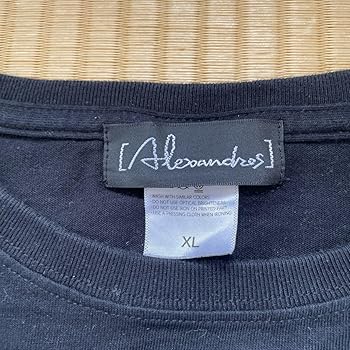 [Alexandros]
WASH WITH SIMILAR COLORS
DO NOT USE OPTICAL BRIGHTENERS
DO NOT USE IRON ON PRINTED PART
USE A PRESSING CLOTH WHEN IRONING
XL